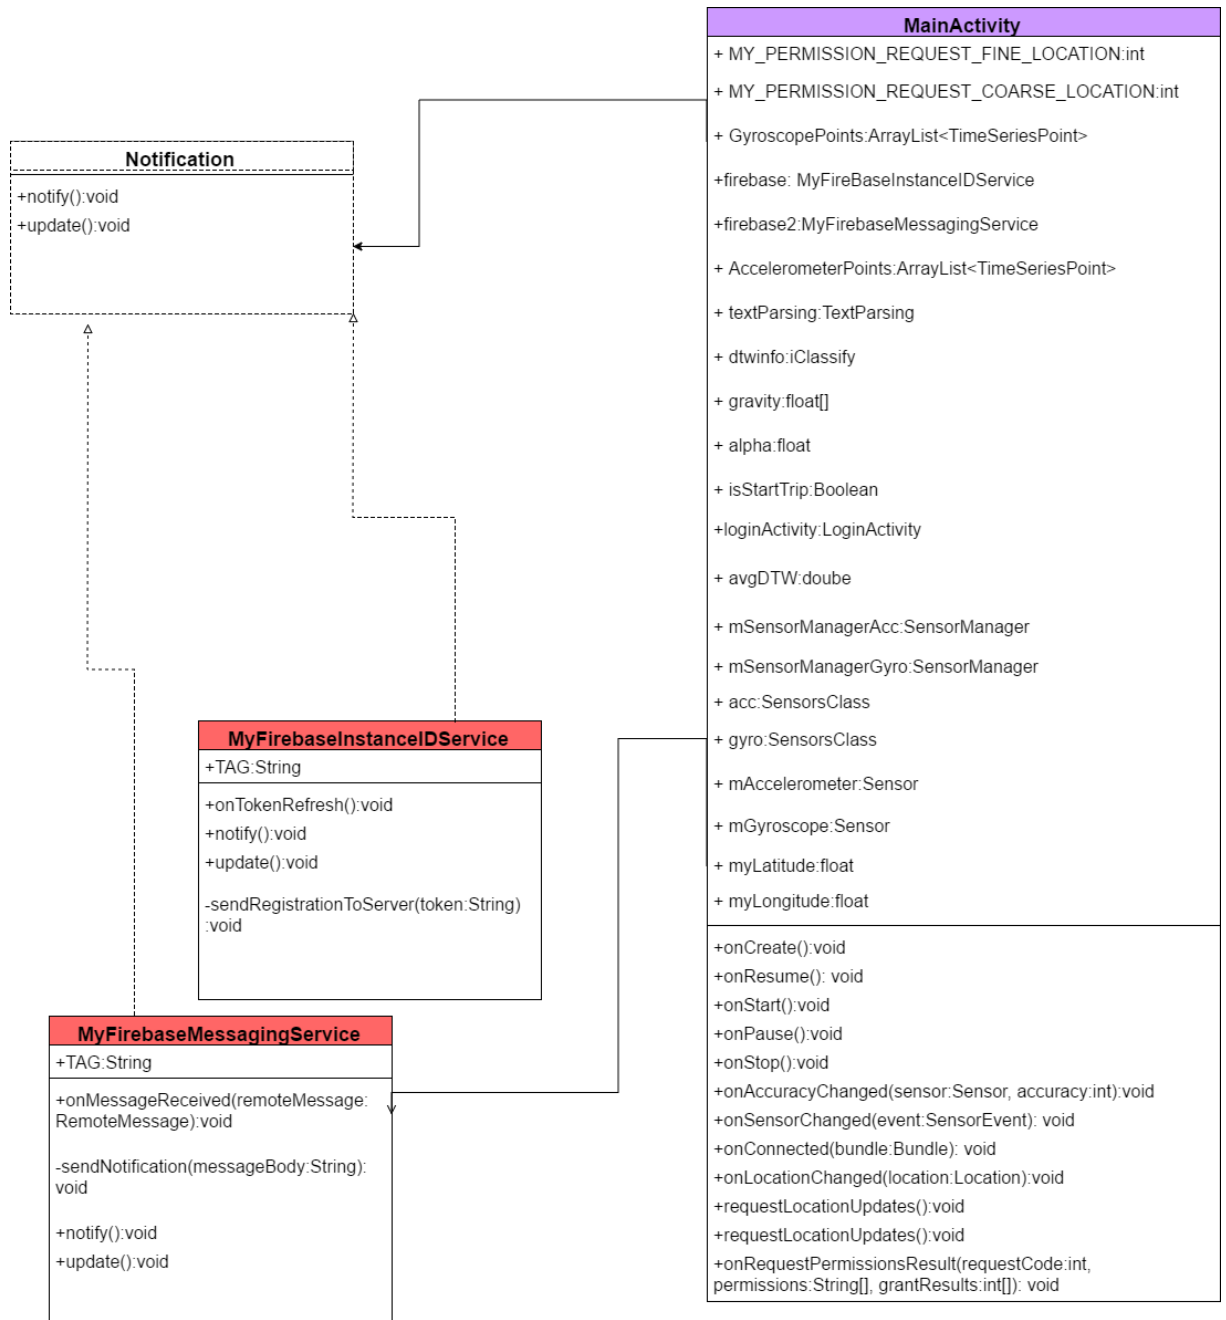 MainActivity
+ MY_PERMISSION_REQUEST_FINE_LOCATION:int
+ MY_PERMISSION_REQUEST_COARSE_LOCATION:int
+ GyroscopePoints:ArrayList<TimeSeriesPoint>
+firebase: MyFireBaseInstanceIDService
+firebase2:MyFirebaseMessagingService
+ AccelerometerPoints:ArrayList<TimeSeriesPoint>
+ textParsing:TextParsing
+ dtwinfo:iClassify
+ gravity:float[]
+ alpha:float
+ isStartTrip:Boolean
+loginActivity:LoginActivity
+ avgDTW:doube
+ mSensorManagerAcc:SensorManager
+ mSensorManagerGyro:SensorManager
+ acc:SensorsClass
+ gyro:SensorsClass
+ mAccelerometer:Sensor
+ mGyroscope:Sensor
+ myLatitude:float
+ myLongitude:float
+onCreate():void
+onResume(): void
+onStart():void
+onPause():void
+onStop():void
+onAccuracyChanged(sensor:Sensor, accuracy:int):void
+onSensorChanged(event:SensorEvent): void
+onConnected(bundle:Bundle): void
+onLocationChanged(location:Location):void
+requestLocationUpdates():void
+requestLocationUpdates():void
+onRequestPermissionsResult(requestCode:int,
permissions:String[], grantResults:int[]): void
Notification
+notify():void
+update():void
MyFirebaseInstanceIDService
+TAG:String
+onTokenRefresh():void
+notify():void
+update():void
-sendRegistrationToServer(token:String)
:void
MyFirebaseMessagingService
+TAG:String
+onMessageReceived(remoteMessage:
RemoteMessage):void
-sendNotification(messageBody:String):
void
+notify():void
+update():void